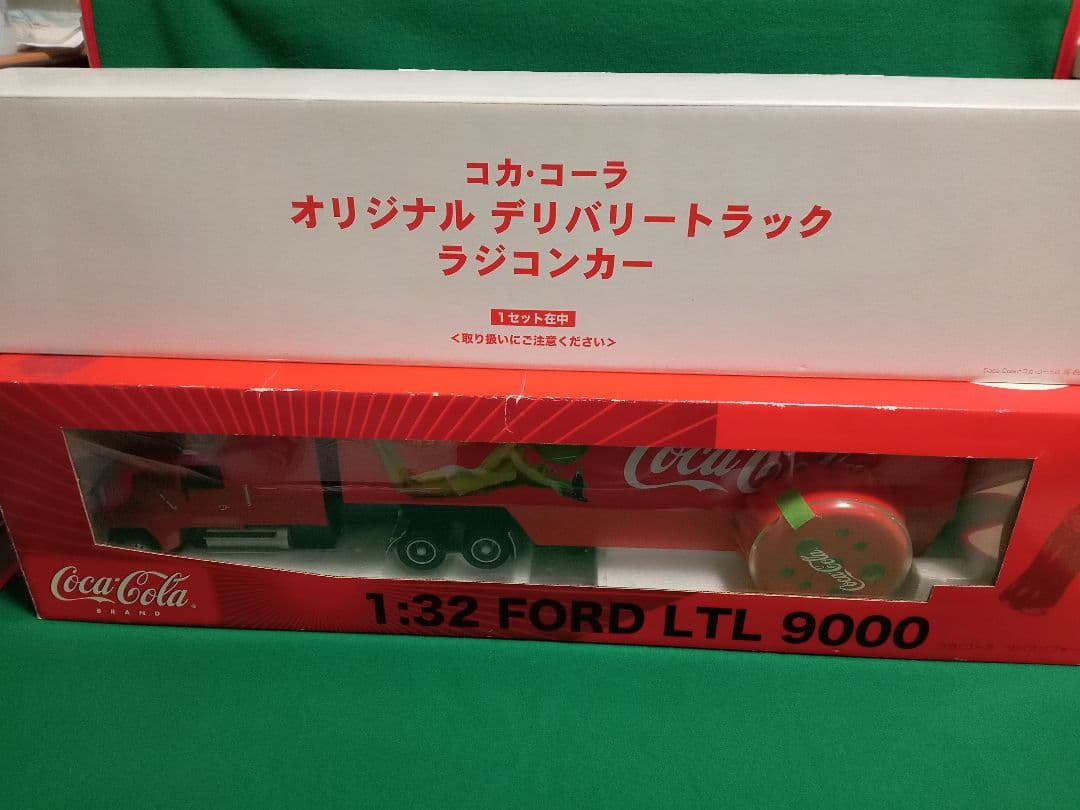 コカ･コーラ
オリジナル デリバリートラック
ラジコンカー
1セット在中
<取り扱いにご注意ください>
Coca Cola
Coca-Cola
Coca-Cola
BRAND
1:32 FORD LTL 9000